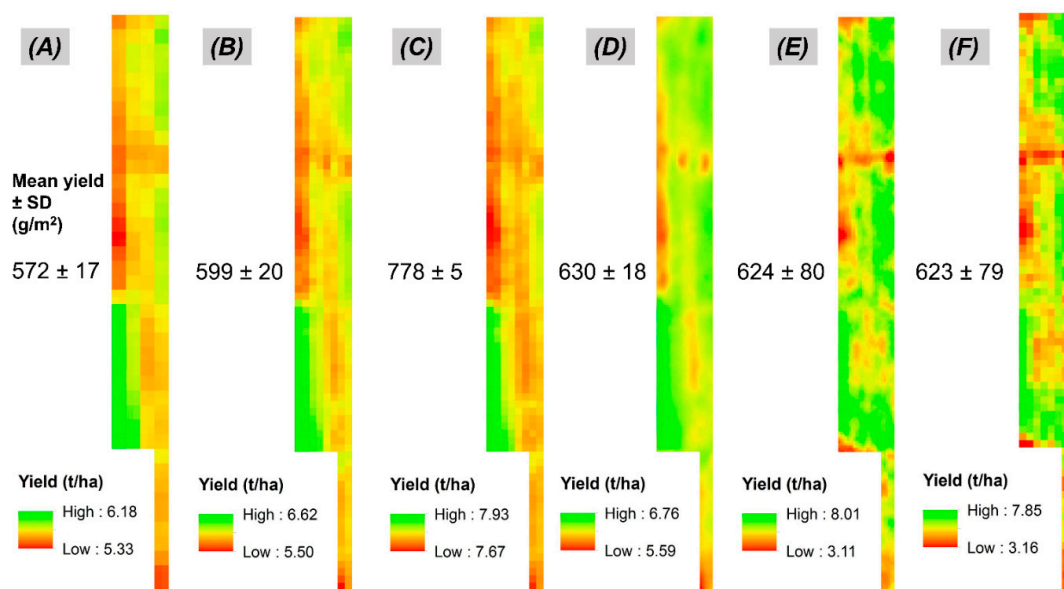 (A)
(B)
(C)
(D)
(E)
(F)
Mean yield
± SD
(g/m²)
572 ± 17
599 ± 20
778 ± 5
630 ± 18
624 ± 80
623 ± 79
Yield (t/ha)
High : 6.18
Low : 5.33
Yield (t/ha)
High : 6.62
Low : 5.50
Yield (t/ha)
High : 7.93
Low : 7.67
Yield (t/ha)
High : 6.76
Low : 5.59
Yield (t/ha)
High : 8.01
Low : 3.11
Yield (t/ha)
High : 7.85
Low : 3.16